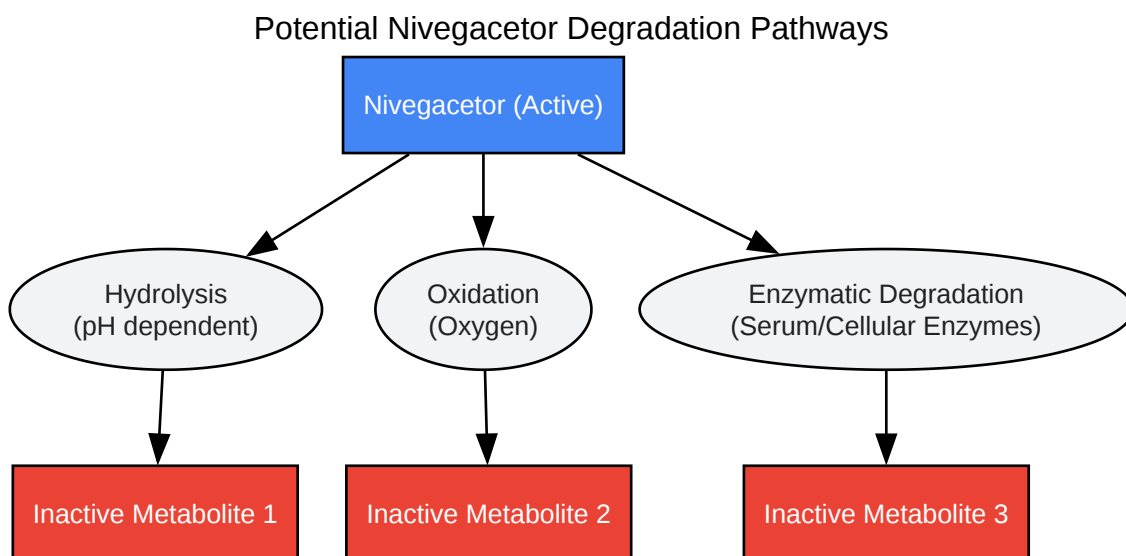 Potential Nivegacetor Degradation Pathways
Nivegacetor (Active)
Hydrolysis
(pH dependent)
Oxidation
(Oxygen)
Enzymatic Degradation
(Serum/Cellular Enzymes)
Inactive Metabolite 1
Inactive Metabolite 2
Inactive Metabolite 3